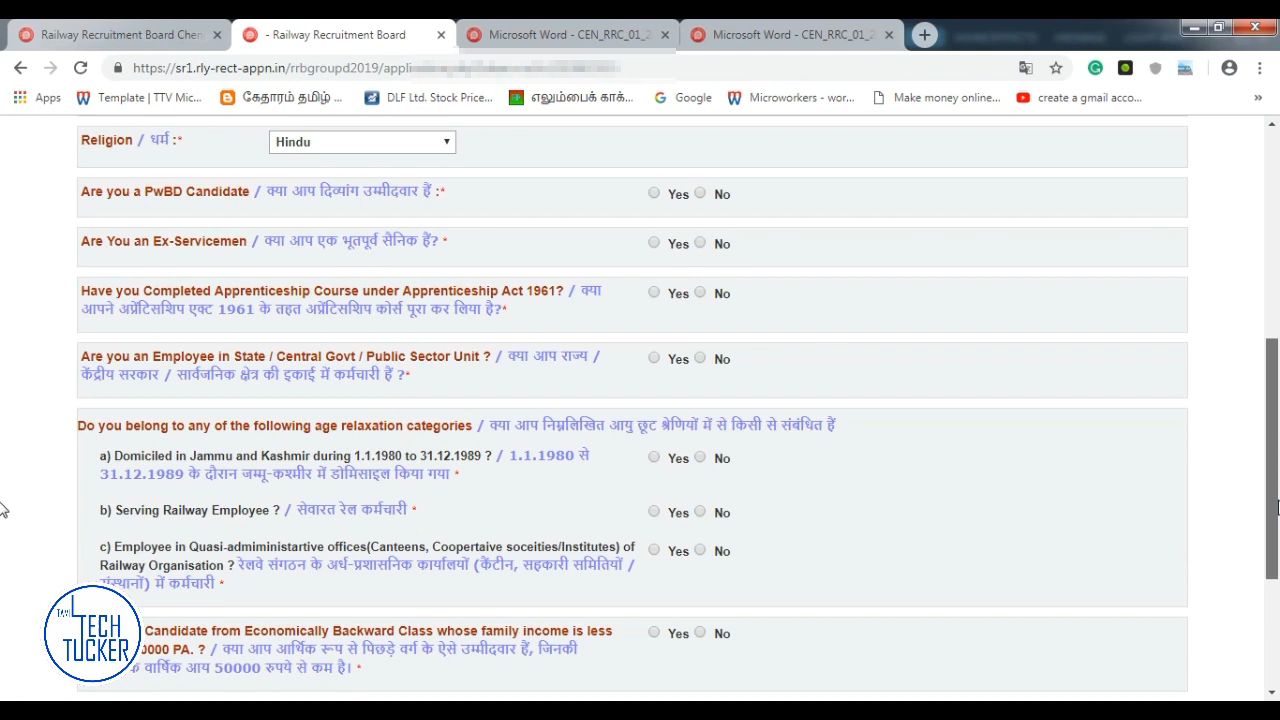 Railway Recruitment Board Chen
- Railway Recruitment Board
Microsoft Word - CEN_RRC_01_2
Microsoft Word - CEN_RRC_01_2
https://sr1.rly-rect-appn.in/rrbgroupd2019/appli
Apps
Template | TTV Mic...
கேதாரம் தமிழ் ...
DLF Ltd. Stock Price...
எலும்பைக் காக்...
Google
Microworkers - wor...
Make money online...
create a gmail acco...
»
Religion / धर्म :*
Hindu
Are you a PwBD Candidate / क्या आप दिव्यांग उम्मीदवार हैं :*
Yes No
Are You an Ex-Servicemen / क्या आप एक भूतपूर्व सैनिक हैं? *
Yes No
Have you Completed Apprenticeship Course under Apprenticeship Act 1961? / क्या
आपने अप्रेंटिसशिप एक्ट 1961 के तहत अप्रेंटिसशिप कोर्स पूरा कर लिया है?*
Yes No
Are you an Employee in State / Central Govt / Public Sector Unit ? / क्या आप राज्य /
केंद्रीय सरकार / सार्वजनिक क्षेत्र की इकाई में कर्मचारी हैं ?*
Yes No
Do you belong to any of the following age relaxation categories / क्या आप निम्नलिखित आयु छूट श्रेणियों में से किसी से संबंधित हैं
a) Domiciled in Jammu and Kashmir during 1.1.1980 to 31.12.1989 ? / 1.1.1980 से
31.12.1989 के दौरान जम्मू-कश्मीर में डोमिसाइल किया गया *
Yes No
b) Serving Railway Employee ? / सेवारत रेल कर्मचारी *
Yes No
c) Employee in Quasi-admiministartive offices(Canteens, Coopertaive soceities/Institutes) of
Railway Organisation ? रेलवे संगठन के अर्ध-प्रशासनिक कार्यालयों (कैंटीन, सहकारी समितियों /
संस्थानों) में कर्मचारी *
Yes No
Candidate from Economically Backward Class whose family income is less
0000 PA. ? / क्या आप आर्थिक रूप से पिछड़े वर्ग के ऐसे उम्मीदवार हैं, जिनकी
वार्षिक आय 50000 रुपये से कम है। *
Yes No
TECH
TUCKER